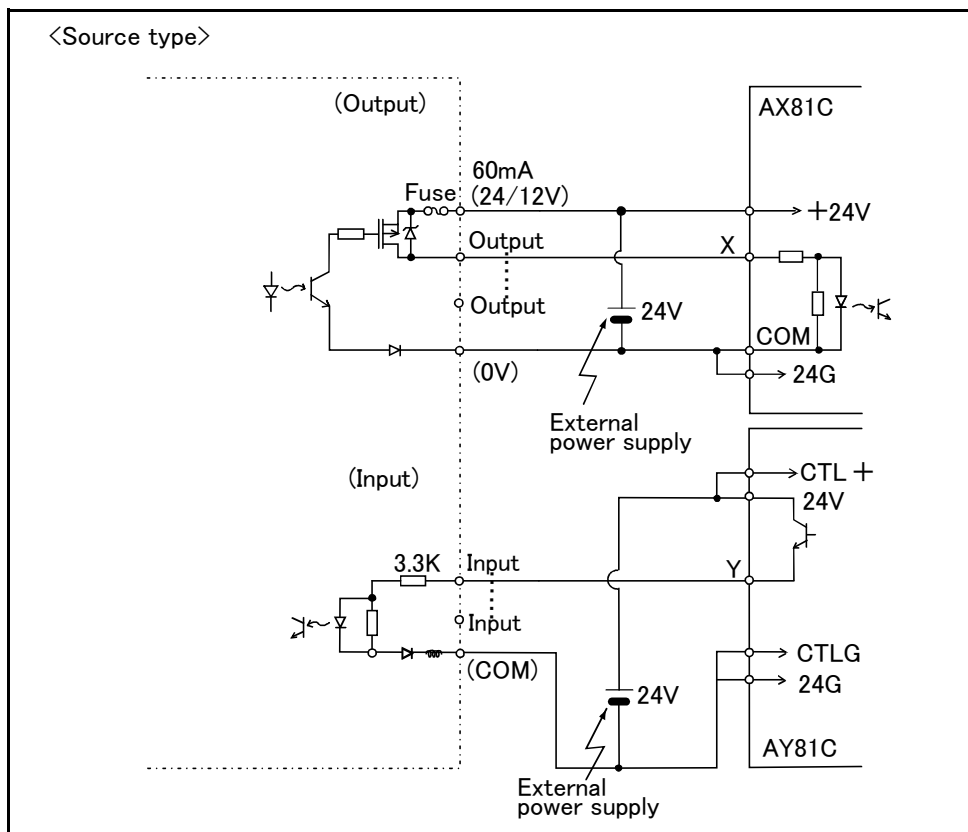 <Source type>
(Output)
AX81C
60mA
(24/12V)
Fuse
+24V
Output
X
Output
24V
COM
(0V)
24G
External
power supply
(Input)
CTL+
24V
3.3K
Input
Y
Input
(COM)
CTLG
24V
24G
AY81C
External
power supply